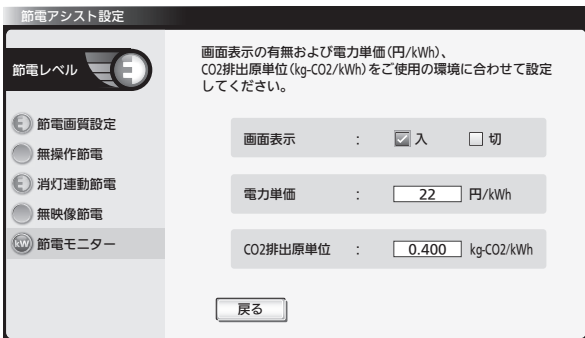 節電アシスト設定
節電レベル
画面表示の有無および電力単価(円/kWh)、
CO2排出原単位(kg-CO2/kWh)をご使用の環境に合わせて設定
してください。
節電画質設定
無操作節電
消灯連動節電
無映像節電
kW 節電モニター
画面表示 : 入 切
電力単価 : 22 円/kWh
CO2排出原単位 : 0.400 kg-CO2/kWh
戻る